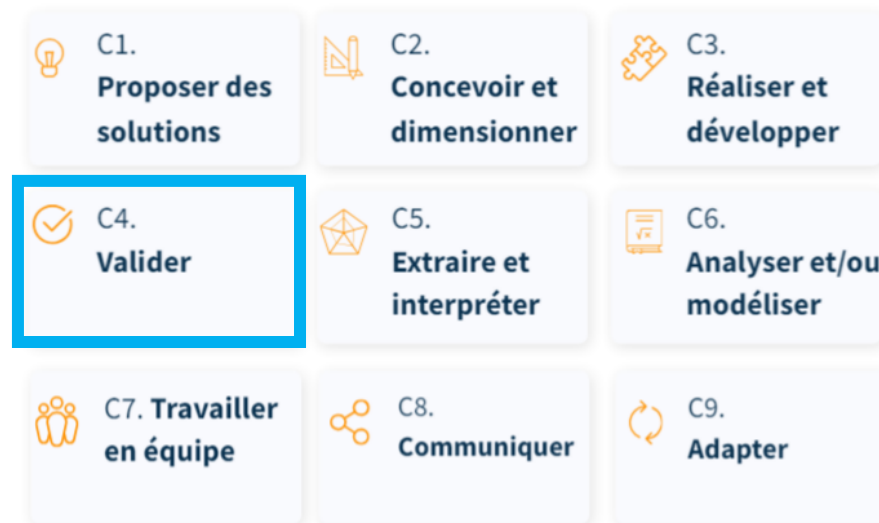 C1.
Proposer des
solutions
C2.
Concevoir et
dimensionner
C3.
Réaliser et
développer
C4.
Valider
C5.
Extraire et
interpréter
C6.
Analyser et/ou
modéliser
C7. Travailler
en équipe
C8.
Communiquer
C9.
Adapter